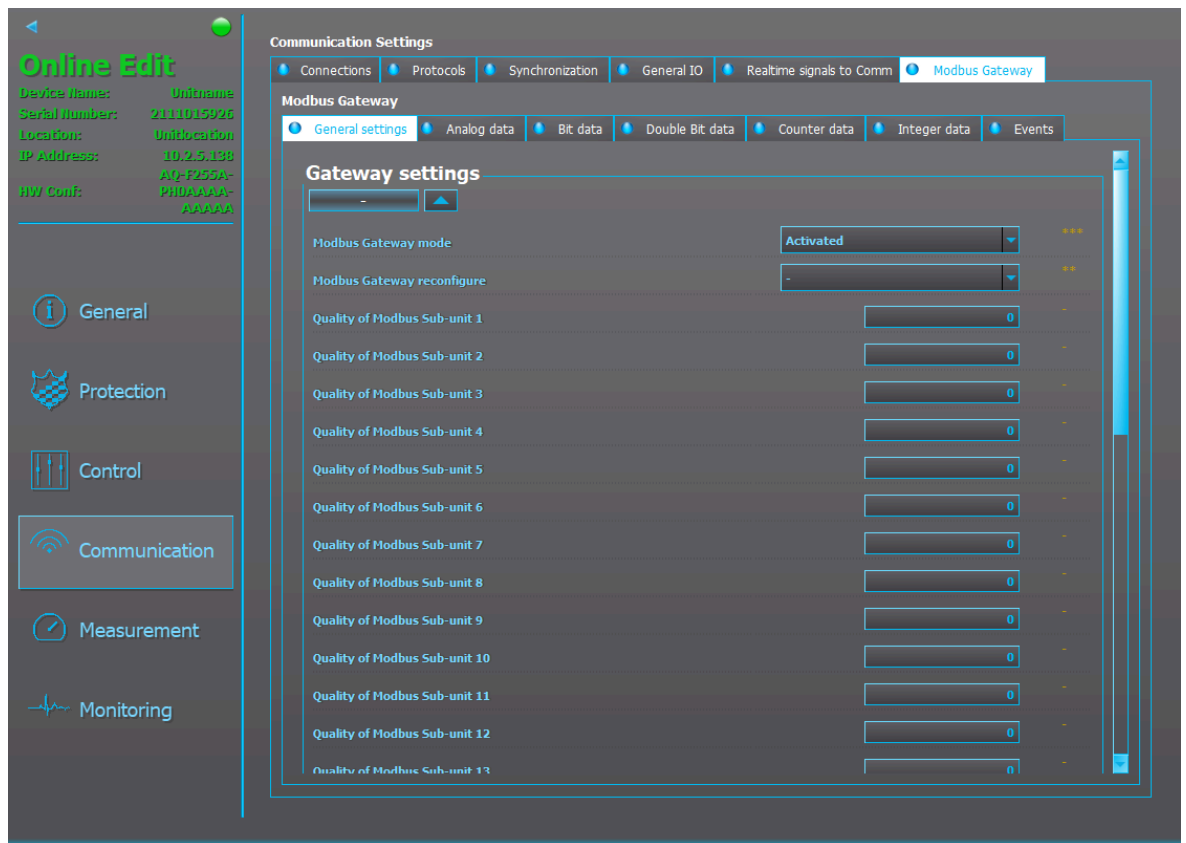 Online Edit
Device Name: Unitname
Serial Number: 2111015926
Location: Unitlocation
IP Address: 10.2.5.138
HW Conf: AQ-F255A-
PH0AAAA-
AAAAA
General
Protection
Control
Communication
Measurement
Monitoring
Communication Settings
Connections Protocols Synchronization General IO Realtime signals to Comm Modbus Gateway
Modbus Gateway
General settings Analog data Bit data Double Bit data Counter data Integer data Events
Gateway settings
-
Modbus Gateway mode Activated ***
Modbus Gateway reconfigure - **
Quality of Modbus Sub-unit 1 0 -
Quality of Modbus Sub-unit 2 0 -
Quality of Modbus Sub-unit 3 0 -
Quality of Modbus Sub-unit 4 0 -
Quality of Modbus Sub-unit 5 0 -
Quality of Modbus Sub-unit 6 0 -
Quality of Modbus Sub-unit 7 0 -
Quality of Modbus Sub-unit 8 0 -
Quality of Modbus Sub-unit 9 0 -
Quality of Modbus Sub-unit 10 0 -
Quality of Modbus Sub-unit 11 0 -
Quality of Modbus Sub-unit 12 0 -
Quality of Modbus Sub-unit 13 0 -